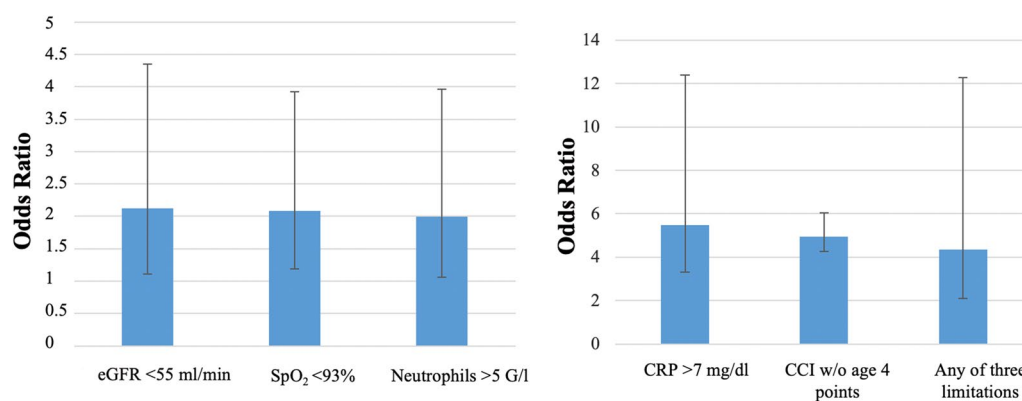 5
4.5
4
3.5
3
2.5
2
1.5
1
0.5
0
Odds Ratio
eGFR <55 ml/min
SpO₂ <93%
Neutrophils >5 G/l
14
12
10
8
6
4
2
0
Odds Ratio
CRP >7 mg/dl
CCI w/o age 4
points
Any of three
limitations